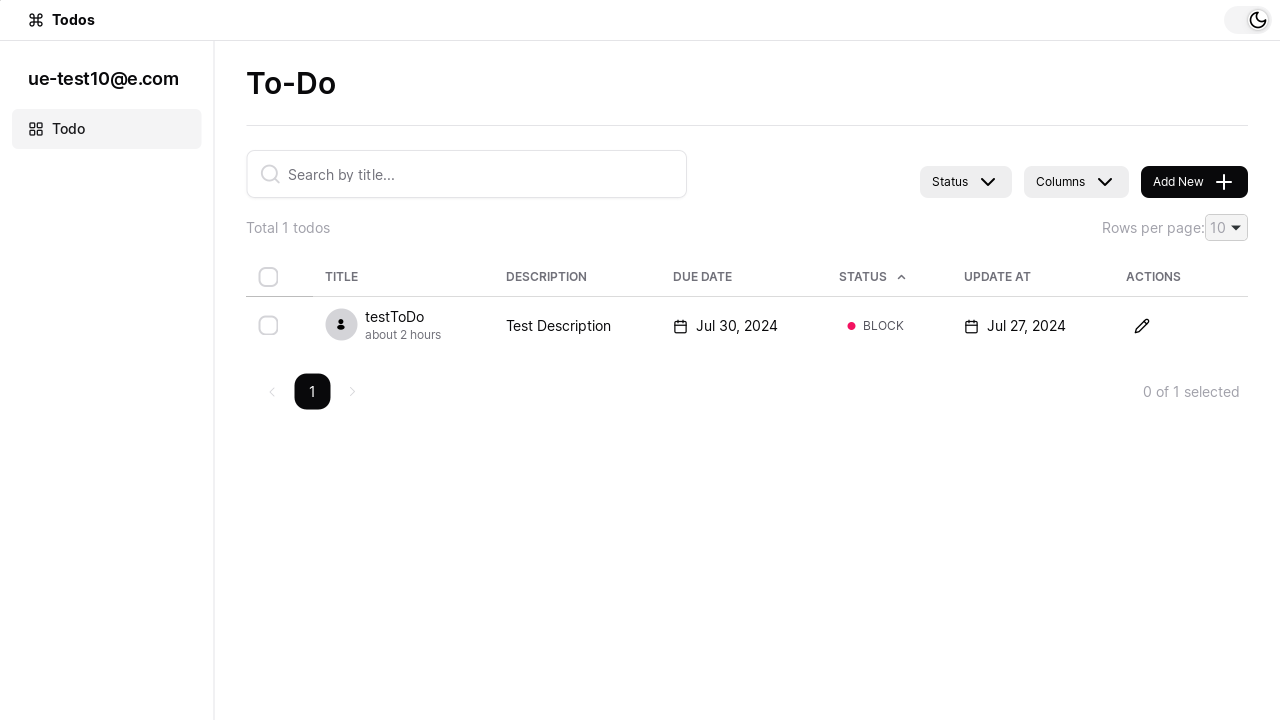 Todos
ue-test10@e.com
Todo
To-Do
Search by title...
Status
Columns
Add New
Total 1 todos
Rows per page: 10
TITLE DESCRIPTION DUE DATE STATUS UPDATE AT ACTIONS
testToDo
about 2 hours
Test Description
Jul 30, 2024
BLOCK
Jul 27, 2024
1
0 of 1 selected